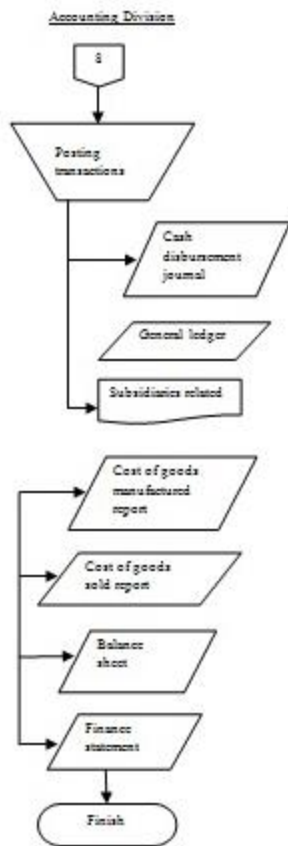 Accounting Division
8
Posting
transactions
Cash
disbursement
journal
General ledger
Subsidiaries related
Cost of goods
manufactured
report
Cost of goods
sold report
Balance
sheet
Finance
statement
Finish